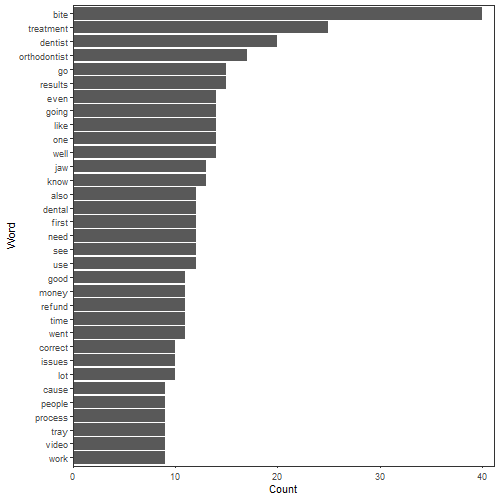 bite
treatment
dentist
orthodontist
go
results
even
going
like
one
well
jaw
know
also
dental
first
need
see
use
good
money
refund
time
went
correct
issues
lot
cause
people
process
tray
video
work
Word
0 10 20 30 40
Count